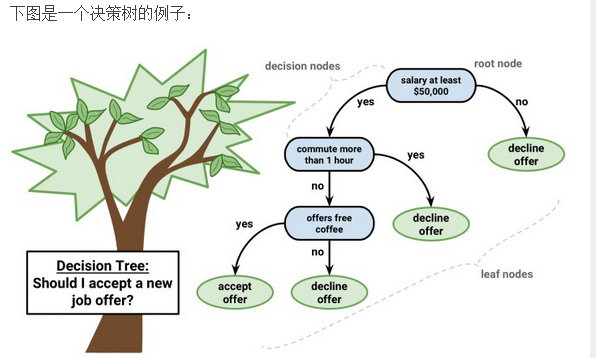 下图是一个决策树的例子：
decision nodes
root node
salary at least
$50,000
yes
no
decline
offer
commute more
than 1 hour
yes
no
decline
offer
offers free
coffee
yes
no
accept
offer
decline
offer
leaf nodes
Decision Tree:
Should I accept a new
job offer?